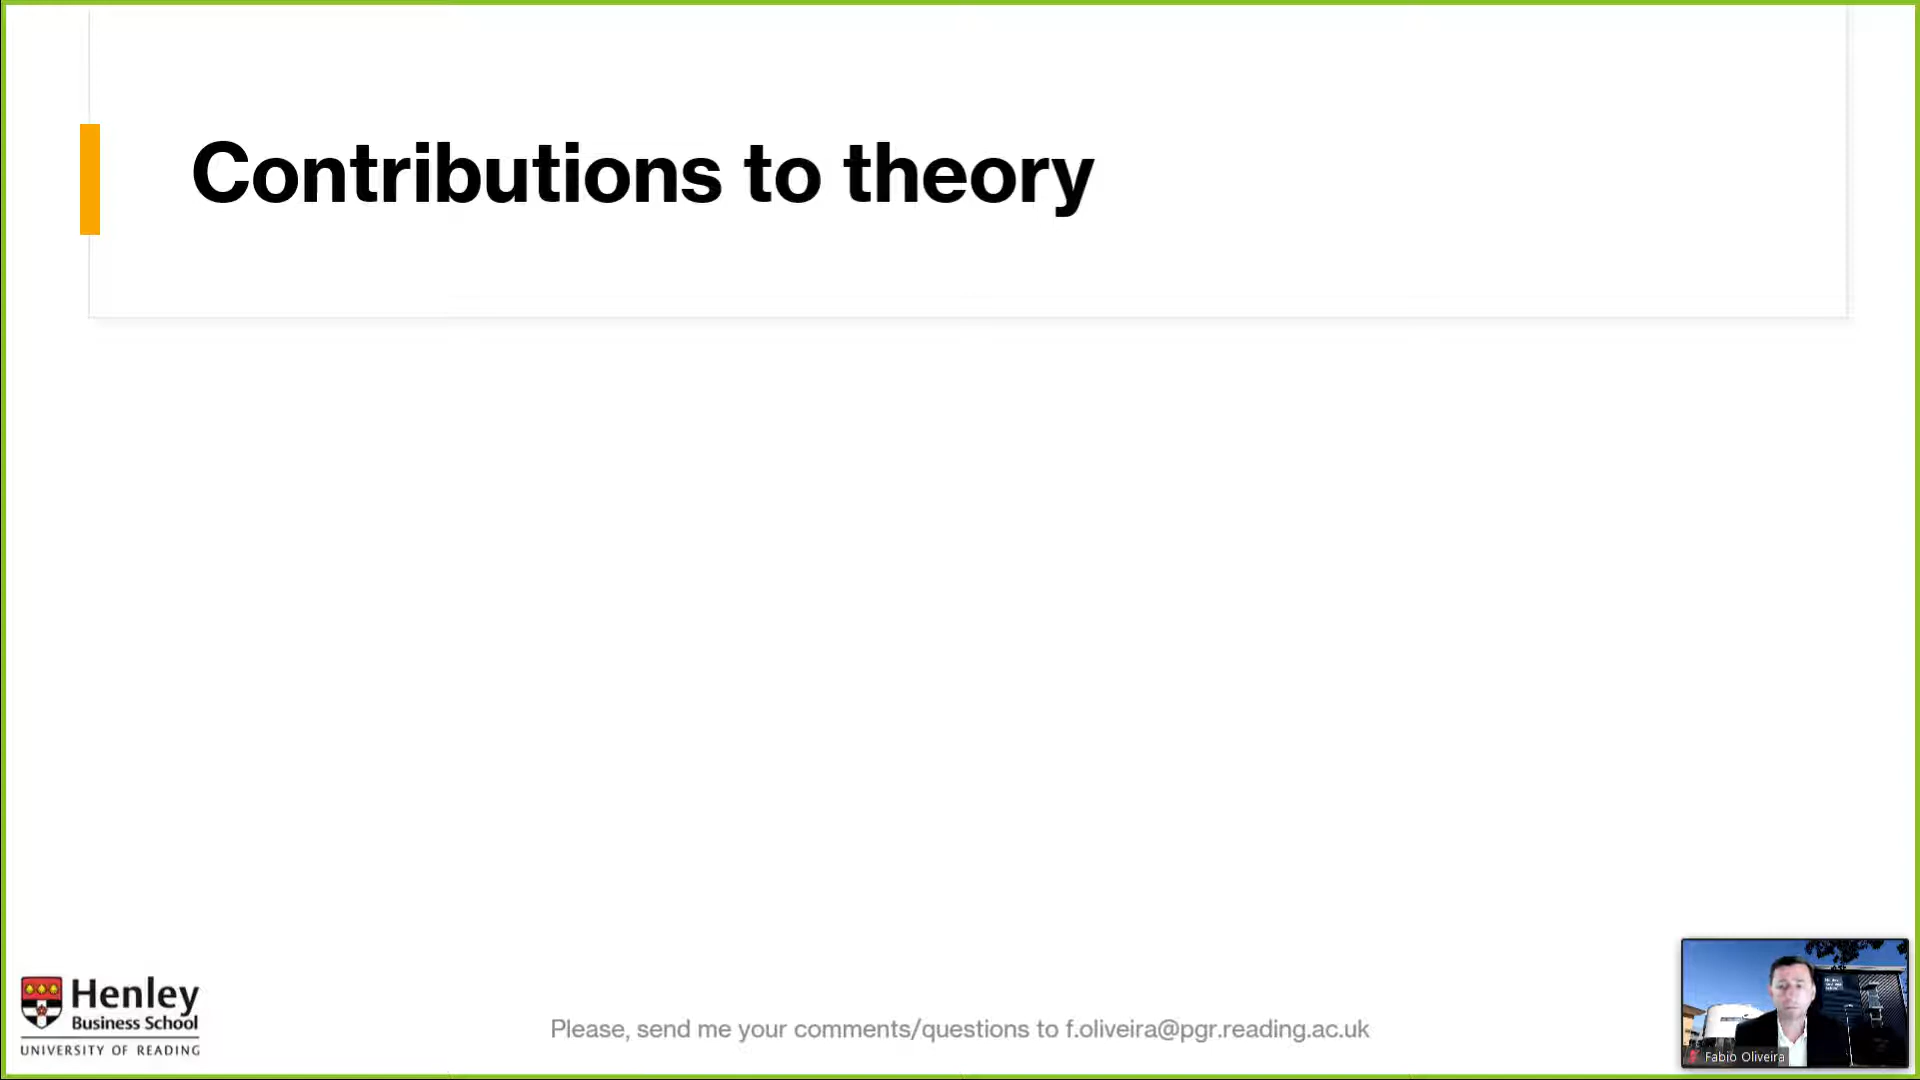 Contributions to theory
Henley
Business School
UNIVERSITY OF READING
Please, send me your comments/questions to f.oliveira@pgr.reading.ac.uk
Fabio Oliveira